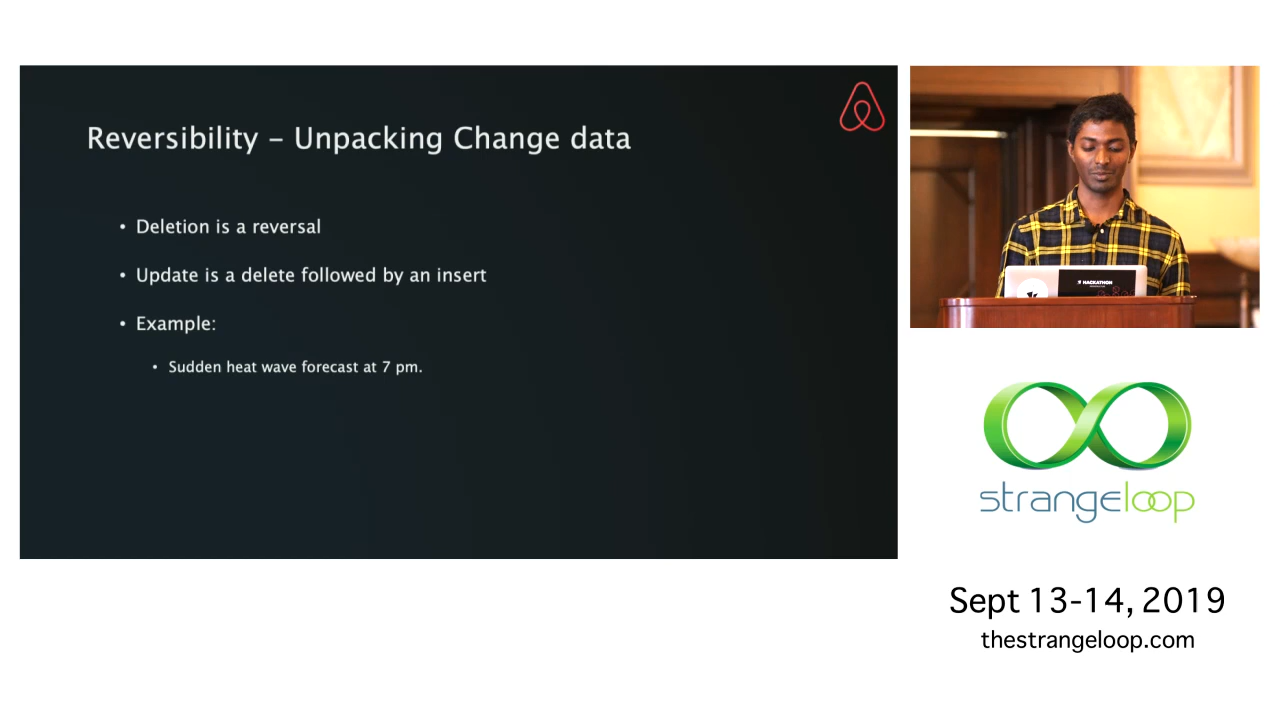 Reversibility – Unpacking Change data
• Deletion is a reversal
• Update is a delete followed by an insert
• Example:
• Sudden heat wave forecast at 7 pm.
HACKATHON
strangeloop
Sept 13-14, 2019
thestrangeloop.com